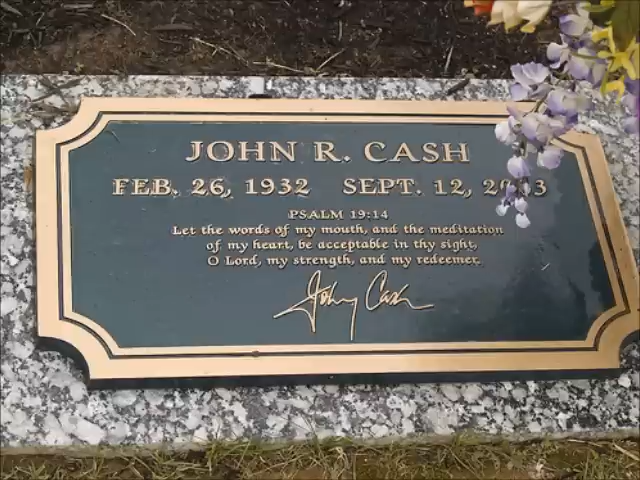 JOHN R. CASH
FEB. 26, 1932 SEPT. 12,
PSALM 19:14
Let the words of my mouth, and the meditation
of my heart, be acceptable in thy sight,
O Lord, my strength, and my redeemer.
Johnny Cash